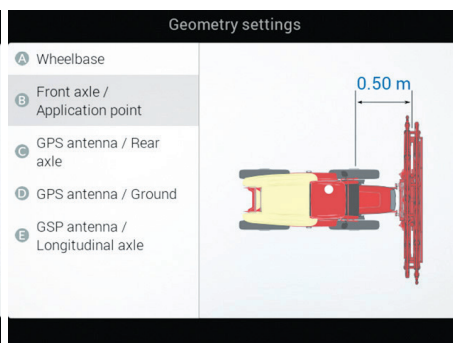 Geometry settings
A Wheelbase
B Front axle /
Application point
C GPS antenna / Rear
axle
D GPS antenna / Ground
E GSP antenna /
Longitudinal axle
0.50 m